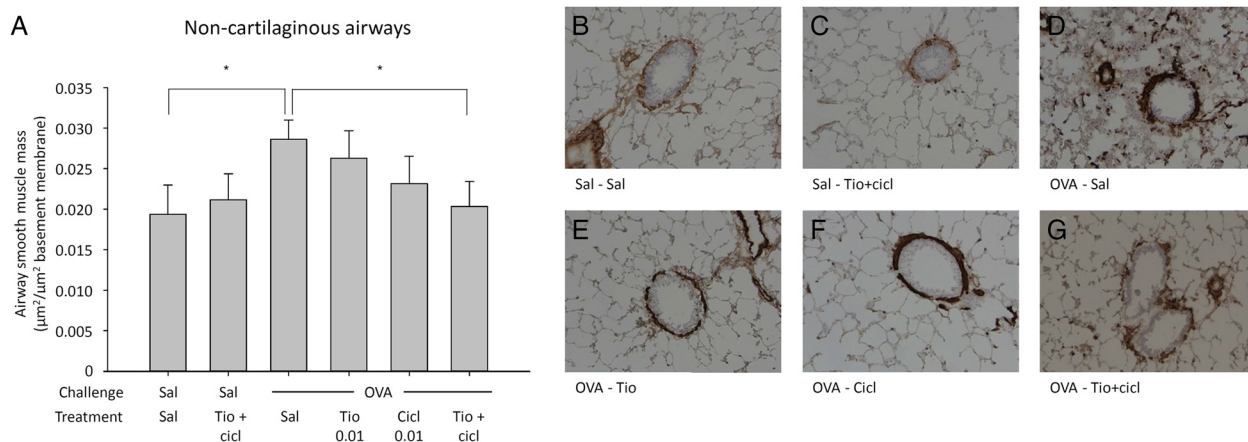 A
Non-cartilaginous airways
Airway smooth muscle mass
(μm²/μm² basement membrane)
0.035
0.030
0.025
0.020
0.015
0.010
0.005
0
* *
Challenge Sal Sal OVA
Treatment Sal Tio + Sal Tio Cicl Tio +
cicl 0.01 0.01 cicl
B C D
Sal - Sal Sal - Tio+cicl OVA - Sal
E F G
OVA - Tio OVA - Cicl OVA - Tio+cicl